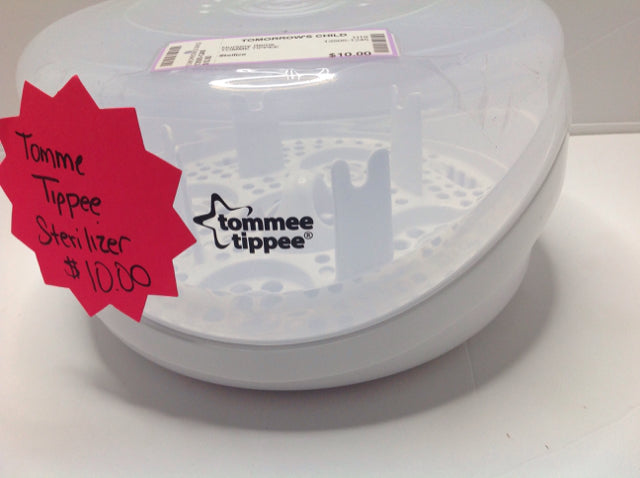 TOMORROW'S CHILD
$10.00
Tomme
Tippee
Sterilizer
$10.00
tommee
tippee®